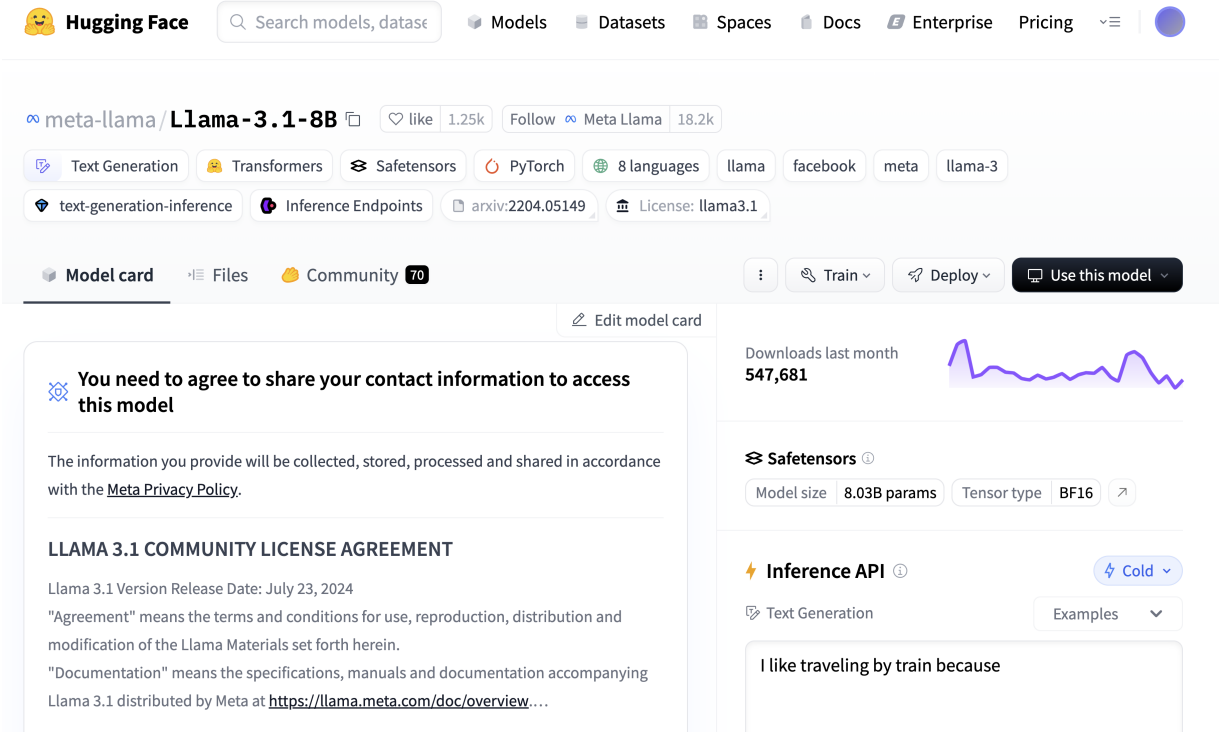 Hugging Face Search models, datase Models Datasets Spaces Docs Enterprise Pricing
meta-llama/Llama-3.1-8B like 1.25k Follow Meta Llama 18.2k
Text Generation Transformers Safetensors PyTorch 8 languages llama facebook meta llama-3
text-generation-inference Inference Endpoints arxiv:2204.05149 License: llama3.1
Model card Files Community 70 Train Deploy Use this model
Edit model card
You need to agree to share your contact information to access
this model
The information you provide will be collected, stored, processed and shared in accordance
with the Meta Privacy Policy.
LLAMA 3.1 COMMUNITY LICENSE AGREEMENT
Llama 3.1 Version Release Date: July 23, 2024
"Agreement" means the terms and conditions for use, reproduction, distribution and
modification of the Llama Materials set forth herein.
"Documentation" means the specifications, manuals and documentation accompanying
Llama 3.1 distributed by Meta at https://llama.meta.com/doc/overview.…
Downloads last month
547,681
Safetensors
Model size 8.03B params Tensor type BF16
Inference API Cold
Text Generation Examples
I like traveling by train because